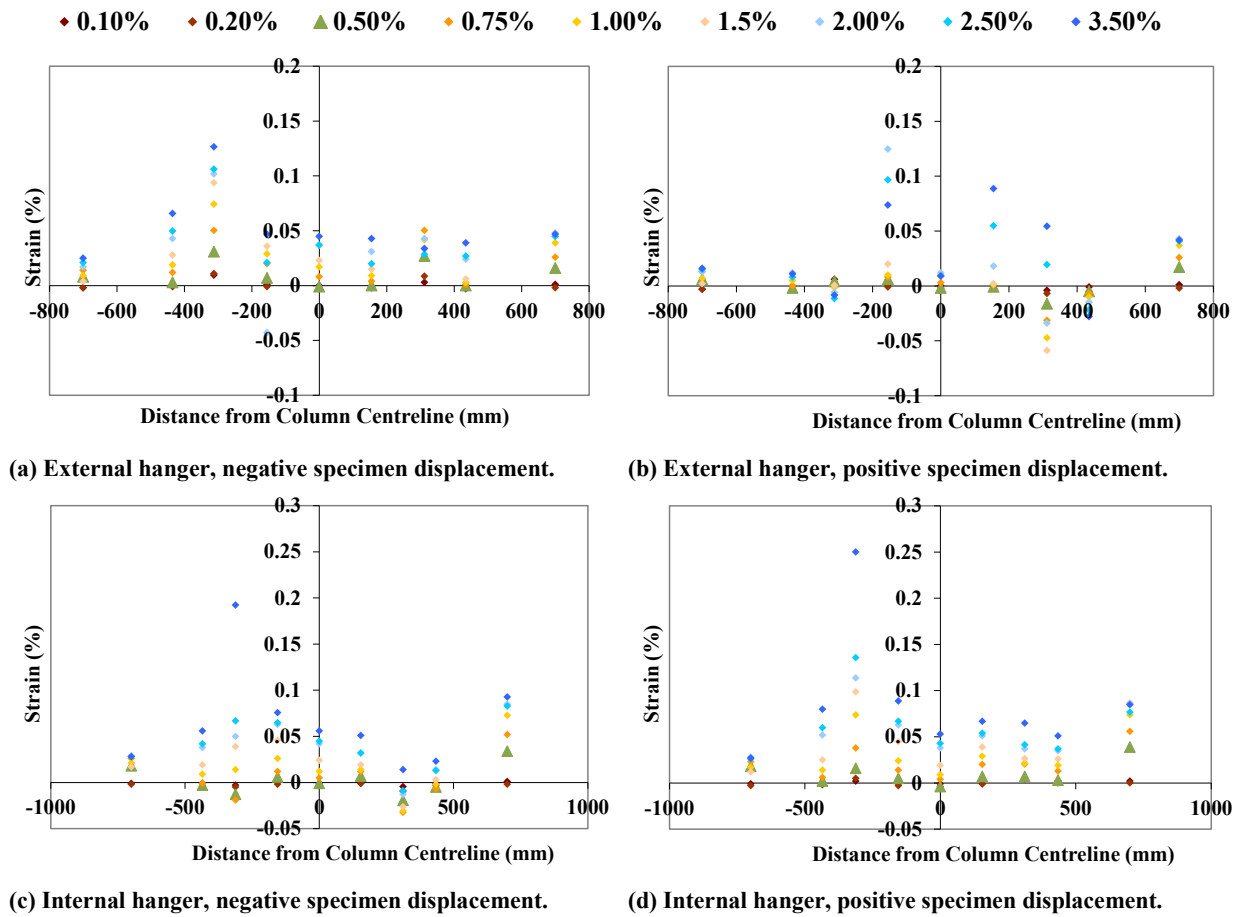 0.10% 0.20% 0.50% 0.75% 1.00% 1.5% 2.00% 2.50% 3.50%
0.2
0.15
0.1
0.05
0
-0.05
-0.1
-800 -600 -400 -200 0 200 400 600 800
Strain (%)
Distance from Column Centreline (mm)
(a) External hanger, negative specimen displacement.
0.2
0.15
0.1
0.05
0
-0.05
-0.1
-800 -600 -400 -200 0 200 400 600 800
Strain (%)
Distance from Column Centreline (mm)
(b) External hanger, positive specimen displacement.
0.3
0.25
0.2
0.15
0.1
0.05
0
-0.05
-1000 -500 0 500 1000
Strain (%)
Distance from Column Centreline (mm)
(c) Internal hanger, negative specimen displacement.
0.3
0.25
0.2
0.15
0.1
0.05
0
-0.05
-1000 -500 0 500 1000
Strain (%)
Distance from Column Centreline (mm)
(d) Internal hanger, positive specimen displacement.